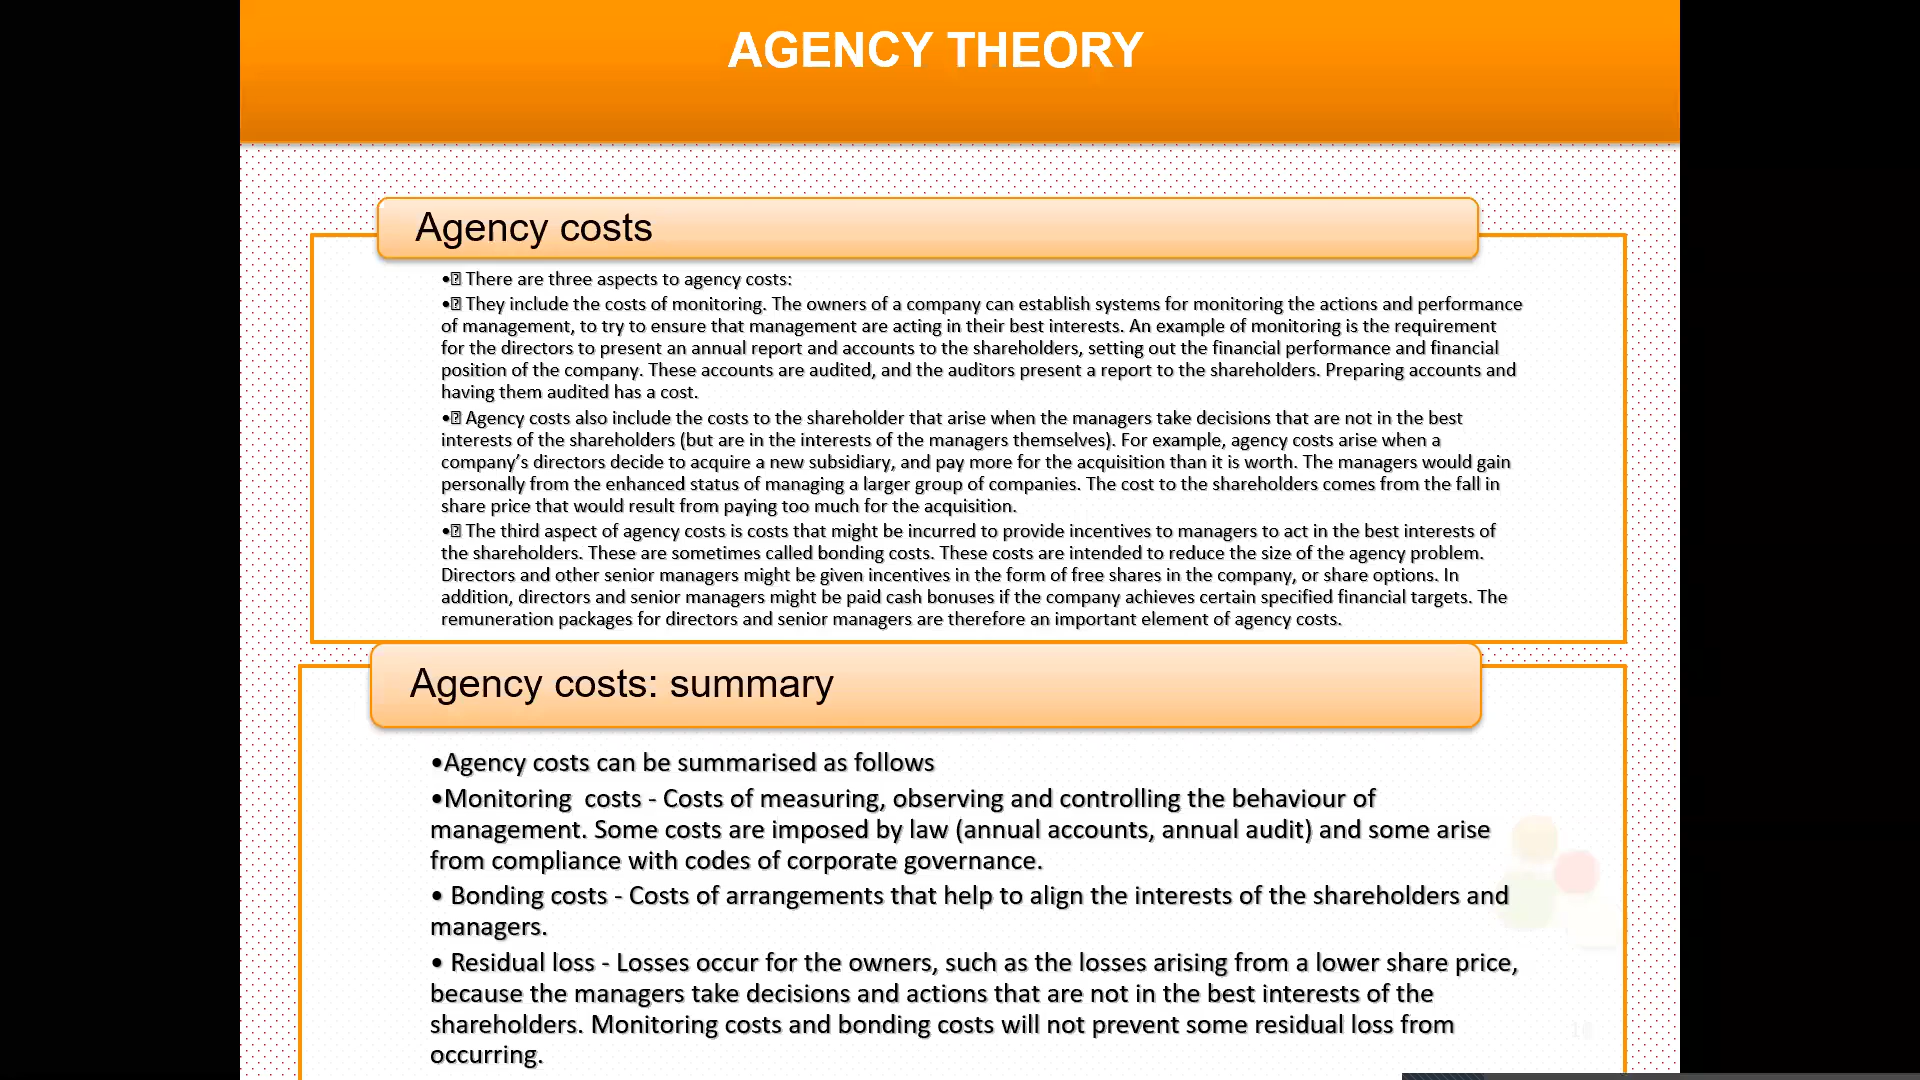 AGENCY THEORY
Agency costs
•⍰ There are three aspects to agency costs:
•⍰ They include the costs of monitoring. The owners of a company can establish systems for monitoring the actions and performance
of management, to try to ensure that management are acting in their best interests. An example of monitoring is the requirement
for the directors to present an annual report and accounts to the shareholders, setting out the financial performance and financial
position of the company. These accounts are audited, and the auditors present a report to the shareholders. Preparing accounts and
having them audited has a cost.
•⍰ Agency costs also include the costs to the shareholder that arise when the managers take decisions that are not in the best
interests of the shareholders (but are in the interests of the managers themselves). For example, agency costs arise when a
company’s directors decide to acquire a new subsidiary, and pay more for the acquisition than it is worth. The managers would gain
personally from the enhanced status of managing a larger group of companies. The cost to the shareholders comes from the fall in
share price that would result from paying too much for the acquisition.
•⍰ The third aspect of agency costs is costs that might be incurred to provide incentives to managers to act in the best interests of
the shareholders. These are sometimes called bonding costs. These costs are intended to reduce the size of the agency problem.
Directors and other senior managers might be given incentives in the form of free shares in the company, or share options. In
addition, directors and senior managers might be paid cash bonuses if the company achieves certain specified financial targets. The
remuneration packages for directors and senior managers are therefore an important element of agency costs.
Agency costs: summary
•Agency costs can be summarised as follows
•Monitoring  costs - Costs of measuring, observing and controlling the behaviour of
management. Some costs are imposed by law (annual accounts, annual audit) and some arise
from compliance with codes of corporate governance.
• Bonding costs - Costs of arrangements that help to align the interests of the shareholders and
managers.
• Residual loss - Losses occur for the owners, such as the losses arising from a lower share price,
because the managers take decisions and actions that are not in the best interests of the
shareholders. Monitoring costs and bonding costs will not prevent some residual loss from
occurring.